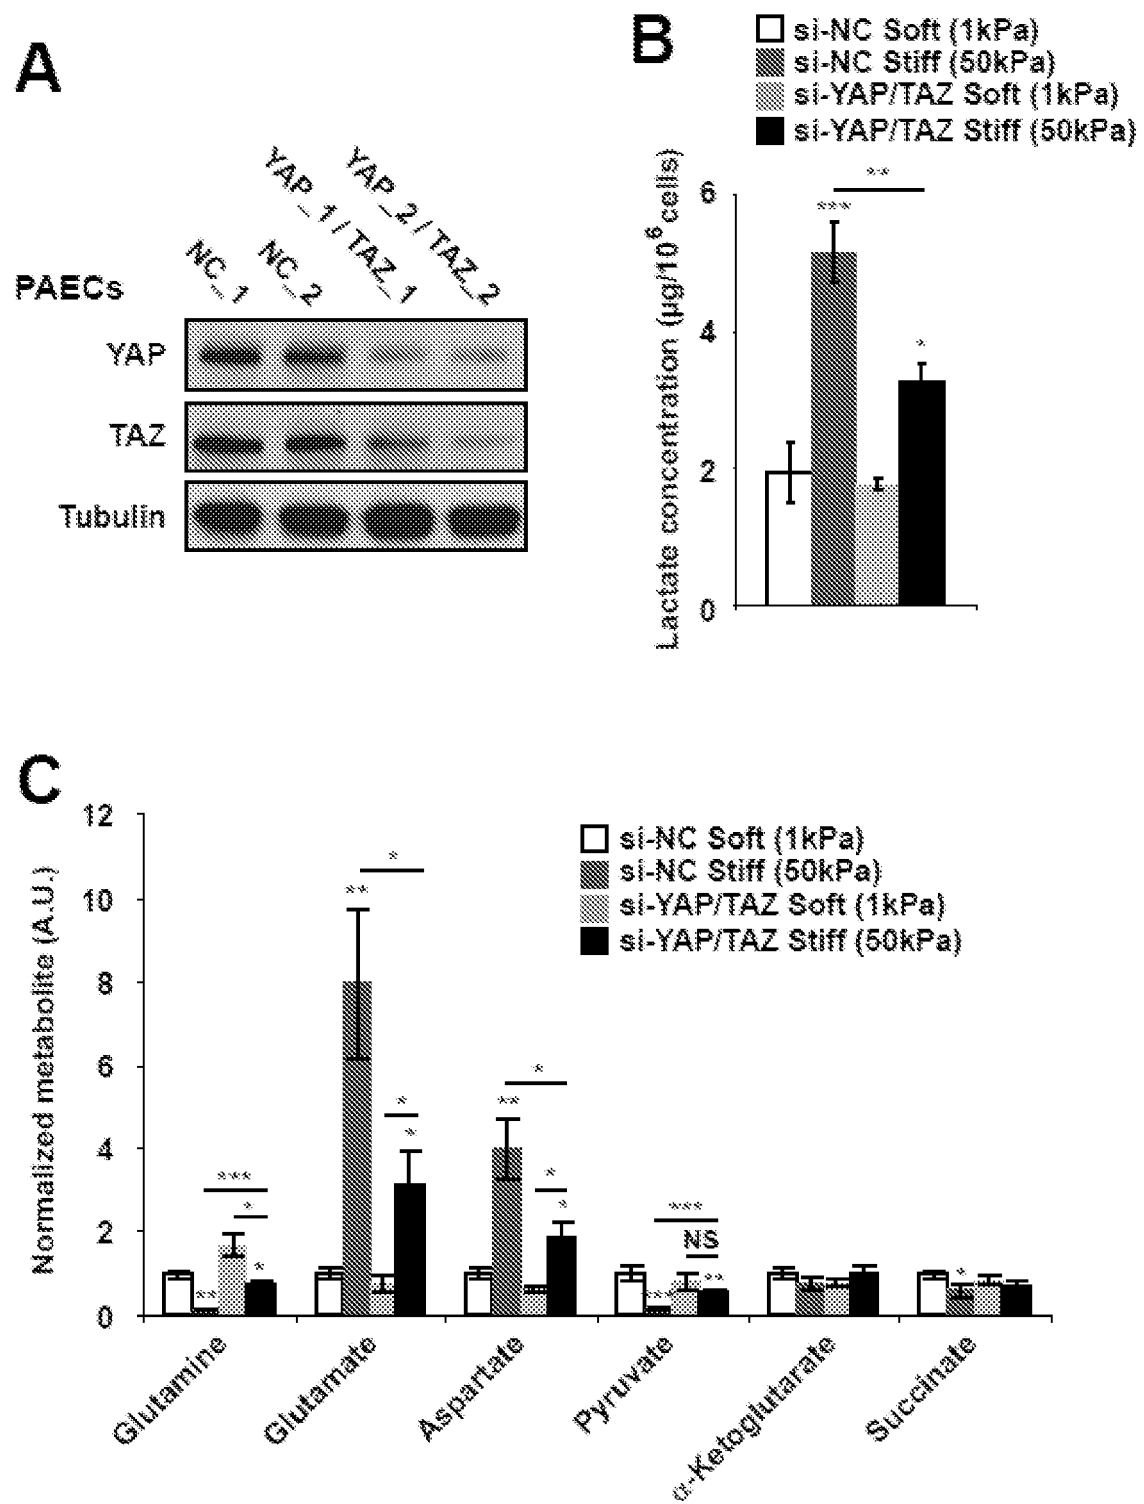 A
PAECs
NC_1
NC_2
YAP_1 / TAZ_1
YAP_2 / TAZ_2
YAP
TAZ
Tubulin
B
si-NC Soft (1kPa)
si-NC Stiff (50kPa)
si-YAP/TAZ Soft (1kPa)
si-YAP/TAZ Stiff (50kPa)
Lactate concentration (µg/10⁶ cells)
6
4
2
0
**
***
*
C
si-NC Soft (1kPa)
si-NC Stiff (50kPa)
si-YAP/TAZ Soft (1kPa)
si-YAP/TAZ Stiff (50kPa)
Normalized metabolite (A.U.)
12
10
8
6
4
2
0
***
*
**
*
*
**
*
*
*
**
*
*
***
NS
***
**
*
Glutamine
Glutamate
Aspartate
Pyruvate
α-Ketoglutarate
Succinate